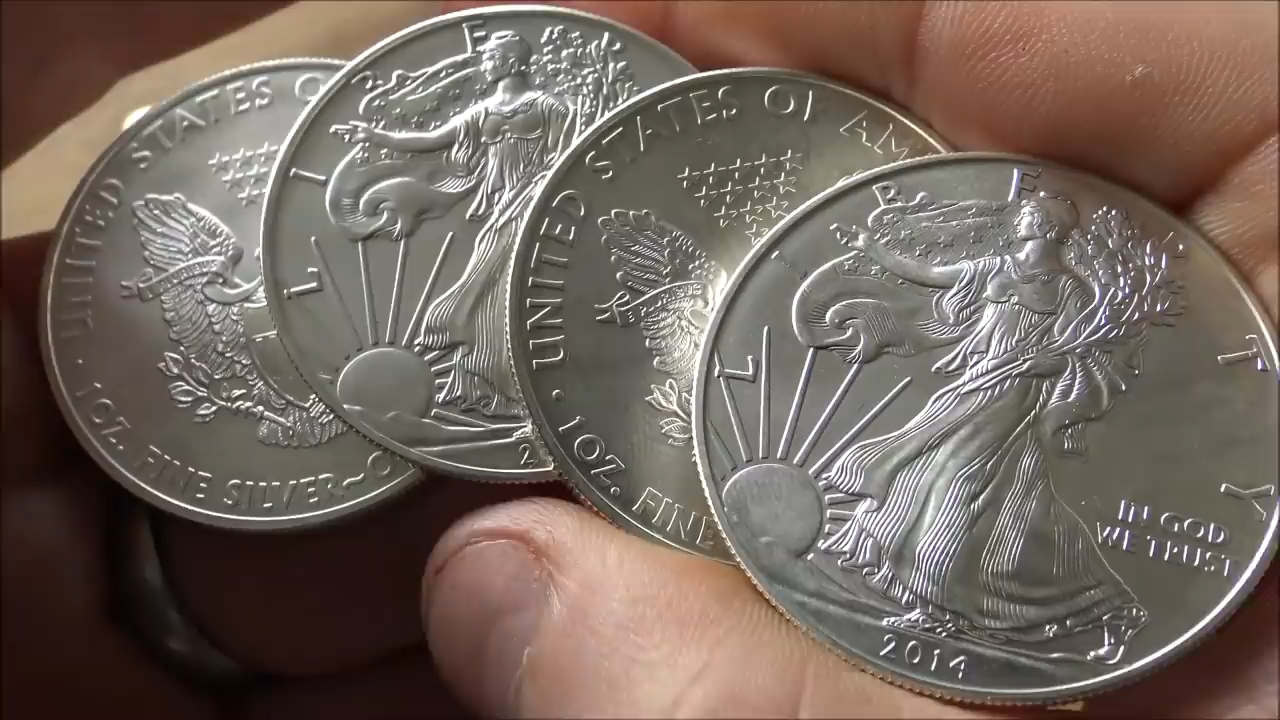 UNITED STATES O
1 OZ. FINE SILVER~O
L I B E
2
UNITED STATES OF AM
1 OZ. FINE
L I B E R T Y
IN GOD
WE TRUST
2014